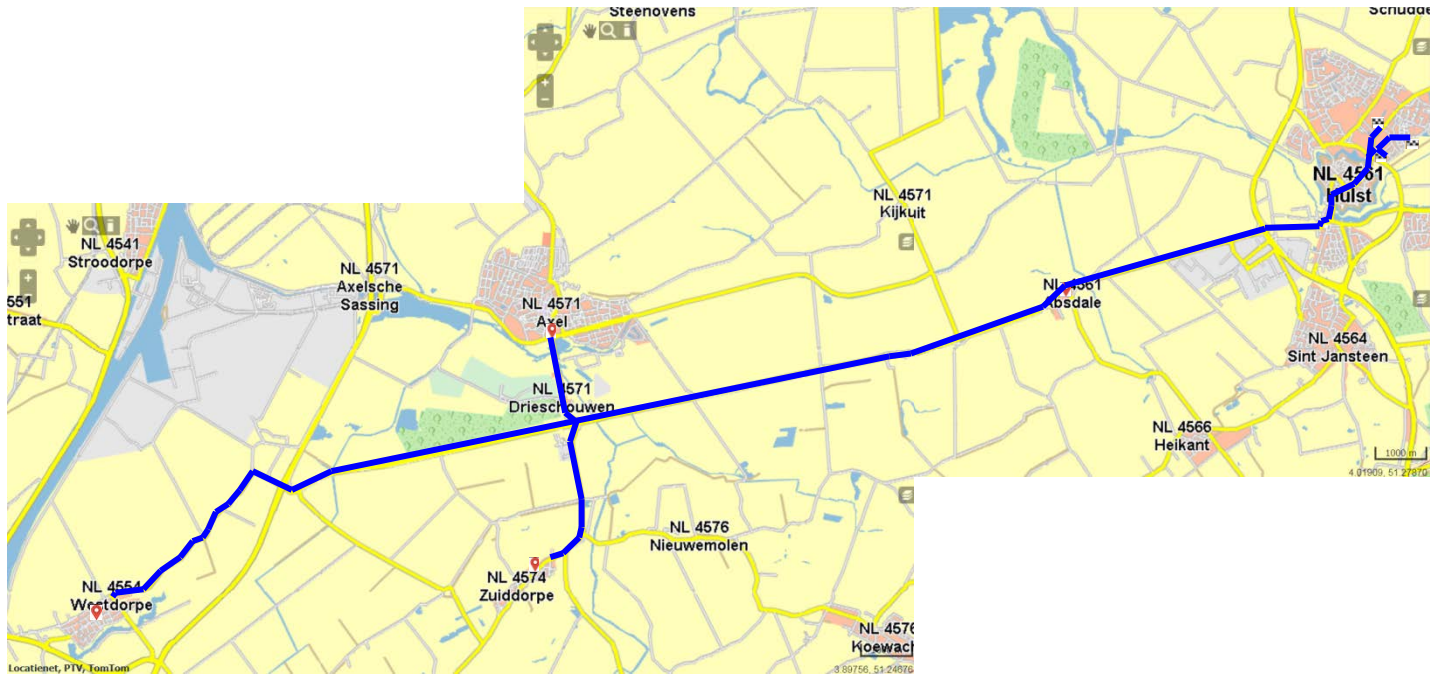 Steenovens
Schudde
NL 4571
Kijkuit
NL 4561
Hulst
NL 4541
Stroodorpe
NL 4571
Axelsche
Sassing
551
traat
NL 4571
Axel
NL 4561
Absdale
NL 4564
Sint Jansteen
NL 4571
Drieschouwen
NL 4566
Heikant
1000 m
4.01909, 51.27870
NL 4576
Nieuwemolen
NL 4554
Westdorpe
NL 4574
Zuiddorpe
NL 4576
Koewach
Locatienet, PTV, TomTom
3.89756, 51.24676